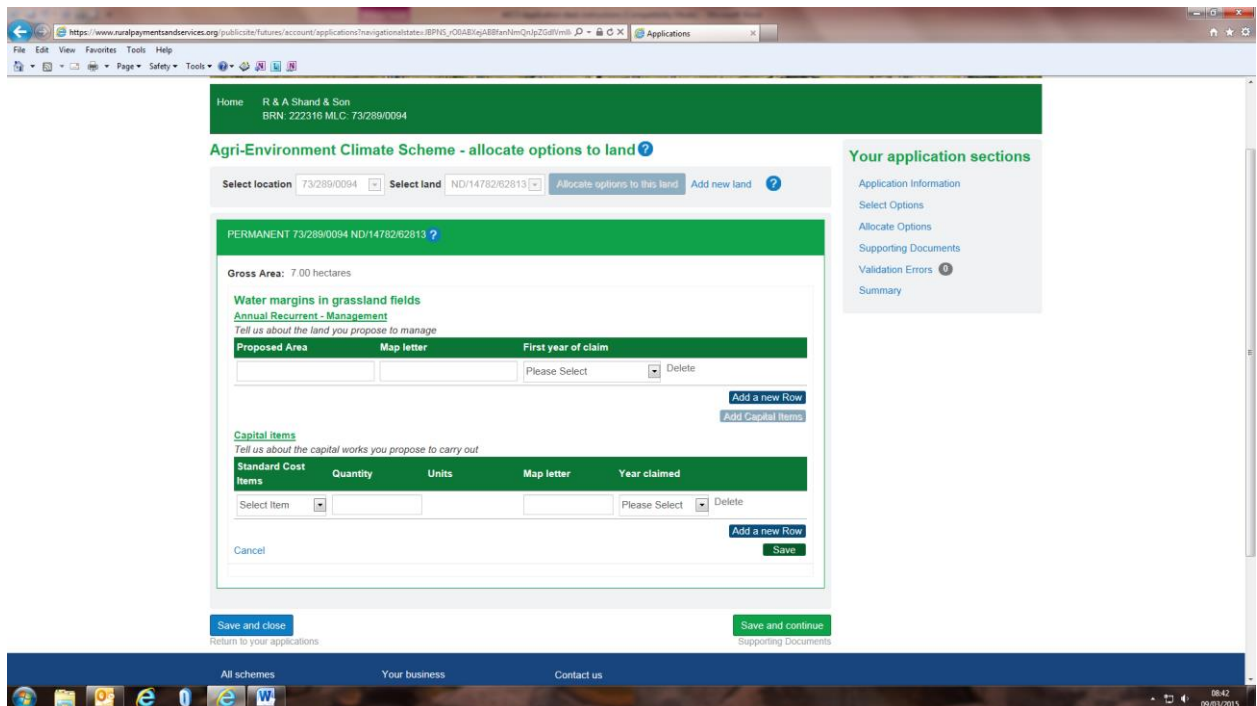 https://www.ruralpaymentsandservices.org/publicsite/futures/account/applications?navigationalstate=
Applications
File Edit View Favorites Tools Help
Page Safety Tools
Home R & A Shand & Son
BRN: 222316 MLC: 73/289/0094
Agri-Environment Climate Scheme - allocate options to land ?
Select location 73/289/0094 Select land ND/14782/62813 Allocate options to this land Add new land ?
PERMANENT 73/289/0094 ND/14782/62813 ?
Gross Area: 7.00 hectares
Water margins in grassland fields
Annual Recurrent - Management
Tell us about the land you propose to manage
Proposed Area Map letter First year of claim
Please Select Delete
Add a new Row
Add Capital Items
Capital items
Tell us about the capital works you propose to carry out
Standard Cost
Items Quantity Units Map letter Year claimed
Select Item Please Select Delete
Add a new Row
Cancel Save
Save and close Save and continue
Return to your applications Supporting Documents
Your application sections
Application Information
Select Options
Allocate Options
Supporting Documents
Validation Errors 0
Summary
All schemes Your business Contact us
08:42
09/03/2015